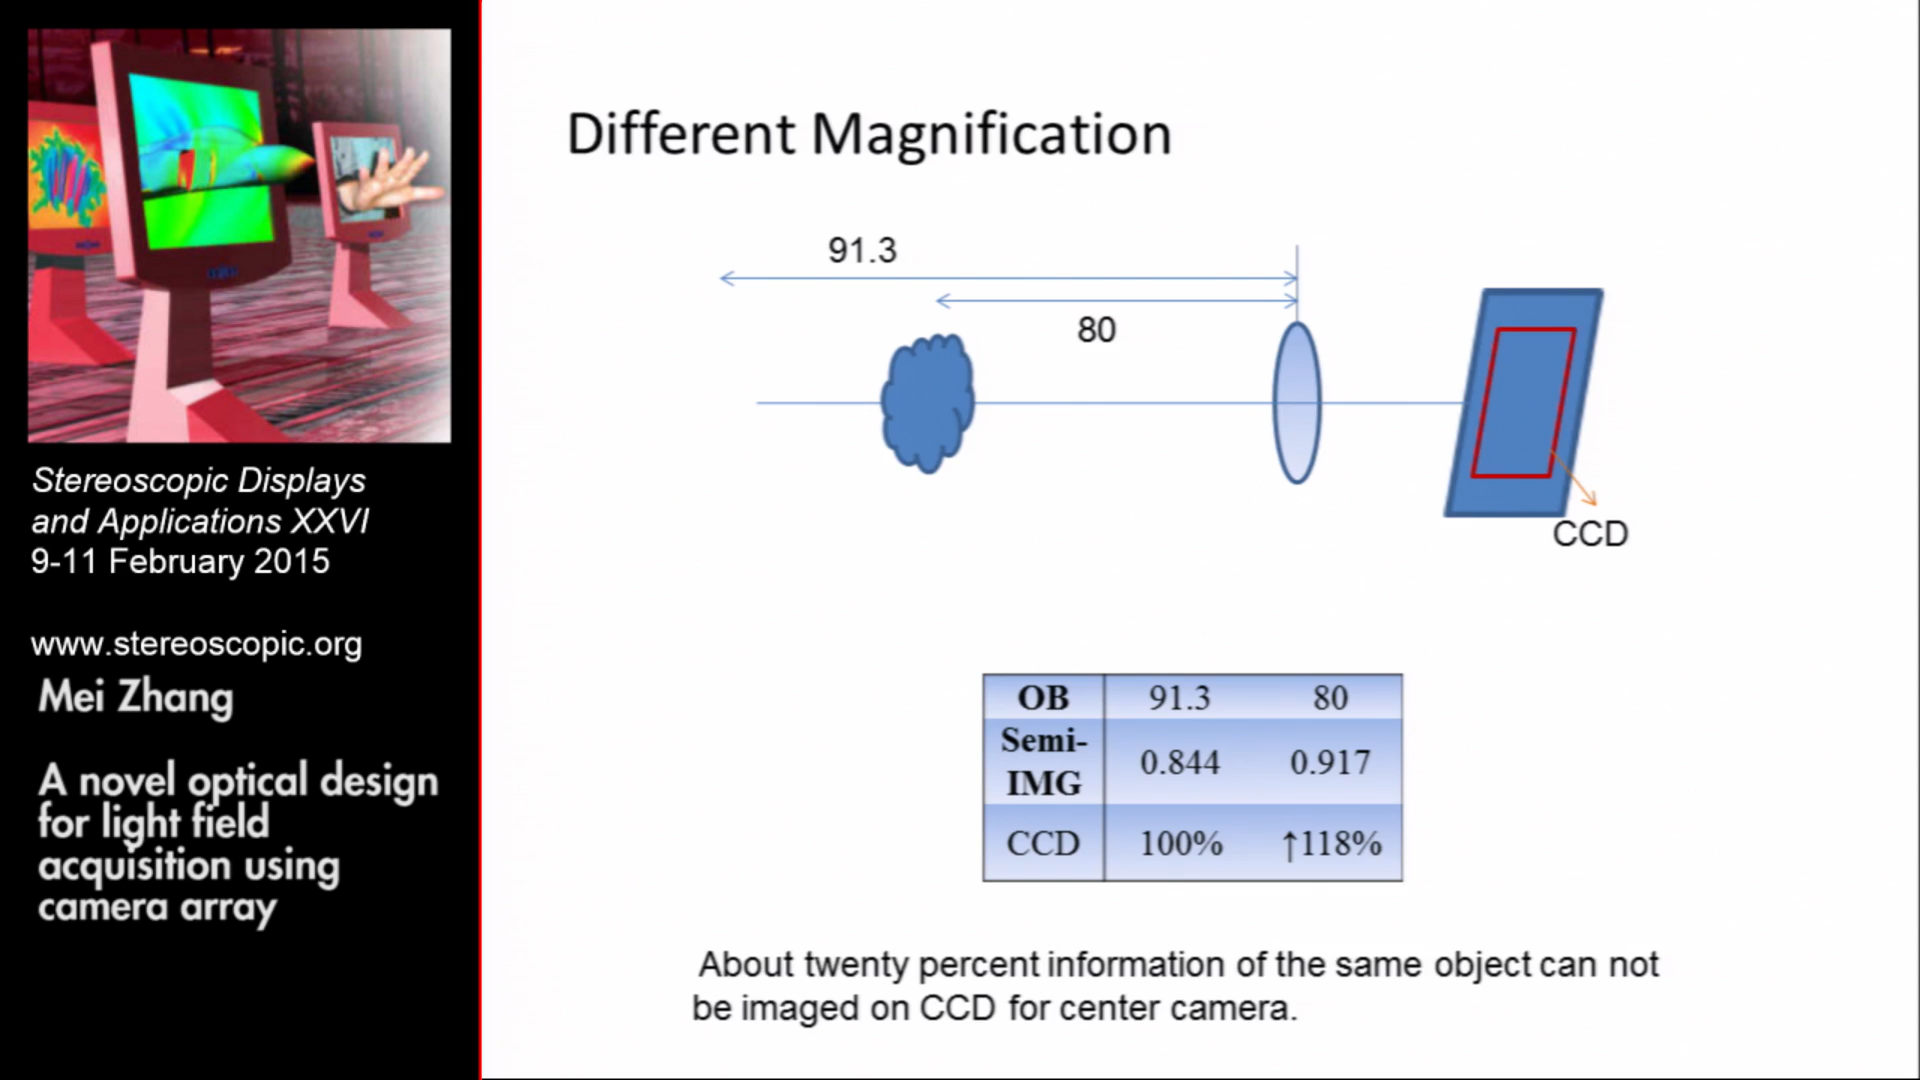 Stereoscopic Displays
and Applications XXVI
9-11 February 2015
www.stereoscopic.org
Mei Zhang
A novel optical design
for light field
acquisition using
camera array
Different Magnification
91.3
80
CCD
OB 91.3 80
Semi-
IMG 0.844 0.917
CCD 100% ↑118%
About twenty percent information of the same object can not
be imaged on CCD for center camera.